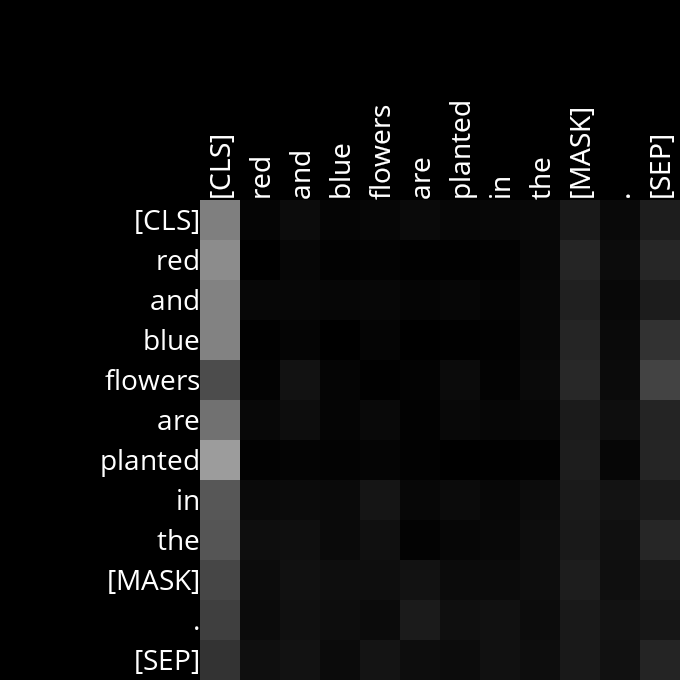 [CLS] red and blue flowers are planted in the [MASK] . [SEP]
[CLS]
red
and
blue
flowers
are
planted
in
the
[MASK]
.
[SEP]